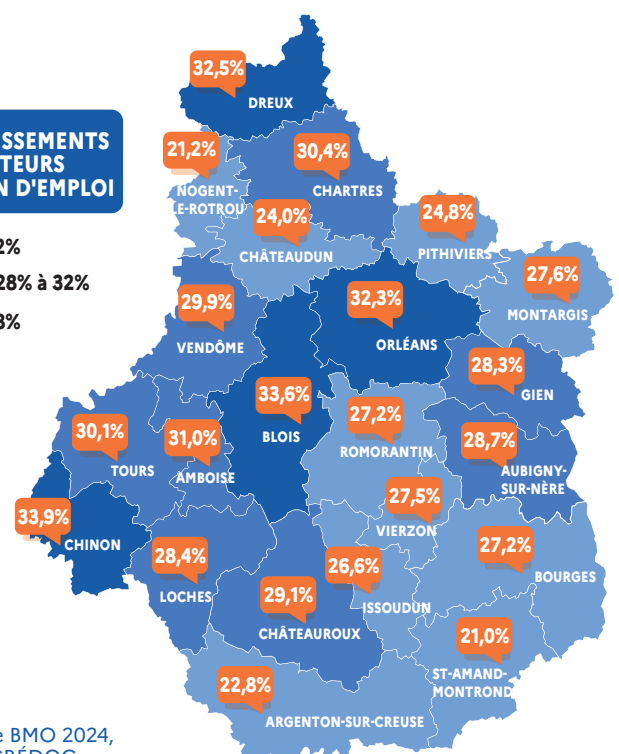 32,5%
DREUX
SSEMENTS
TEURS
N D'EMPLOI
21,2%
NOGENT-
LE-ROTROU
30,4%
CHARTRES
24,0%
CHÂTEAUDUN
24,8%
PITHIVIERS
2%
28% à 32%
8%
27,6%
MONTARGIS
29,9%
VENDÔME
32,3%
ORLÉANS
28,3%
GIEN
33,6%
BLOIS
27,2%
ROMORANTIN
30,1%
TOURS
31,0%
AMBOISE
28,7%
AUBIGNY-
SUR-NÈRE
27,5%
VIERZON
33,9%
CHINON
28,4%
LOCHES
29,1%
CHÂTEAUROUX
26,6%
ISSOUDUN
27,2%
BOURGES
21,0%
ST-AMAND-
MONTROND
22,8%
ARGENTON-SUR-CREUSE
e BMO 2024,
CRÉDOC